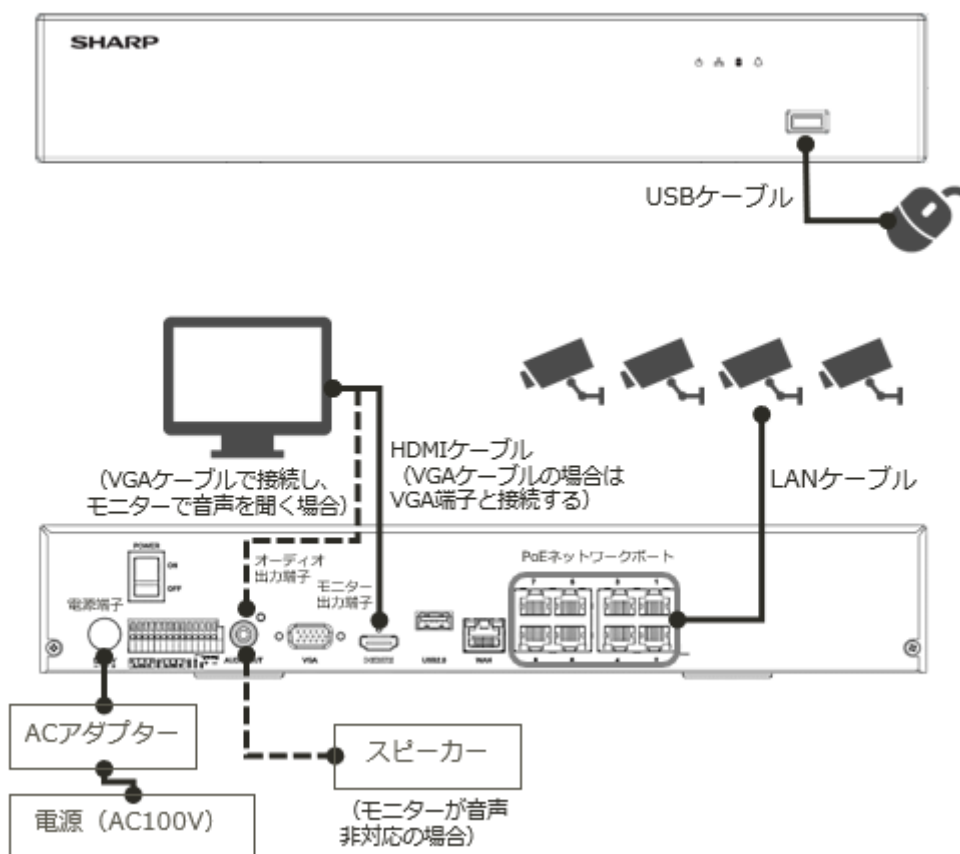 SHARP
USBケーブル
HDMIケーブル
（VGAケーブルの場合は
VGA端子と接続する）
（VGAケーブルで接続し、
モニターで音声を聞く場合）
LANケーブル
POWER
ON
OFF
オーディオ
出力端子
モニター
出力端子
PoEネットワークポート
7 5 3 1
電源端子
VGA
USB2.0
WAN
ACアダプター
電源（AC100V）
スピーカー
（モニターが音声
非対応の場合）